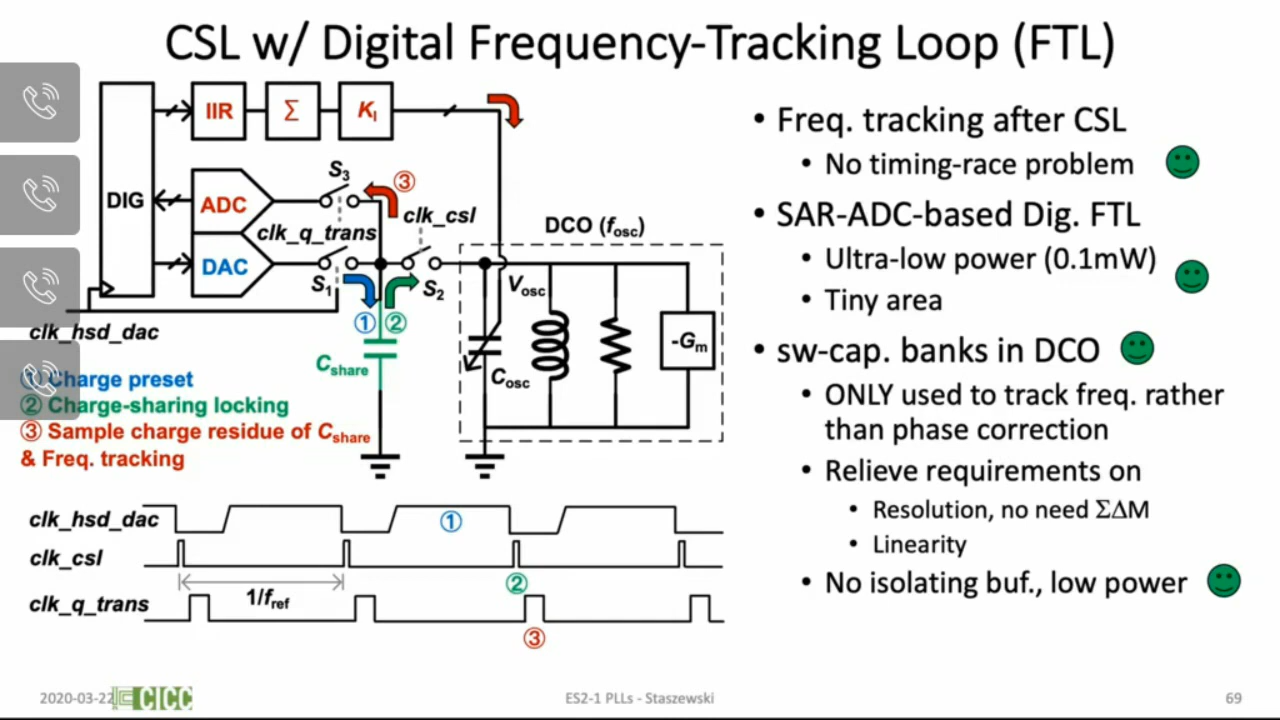 CSL w/ Digital Frequency-Tracking Loop (FTL)
DIG
IIR
Σ
K_I
ADC
DAC
S_3
③
clk_csl
clk_q_trans
S_1
S_2
①
②
clk_hsd_dac
C_share
DCO (f_osc)
V_osc
C_osc
-G_m
① Charge preset
② Charge-sharing locking
③ Sample charge residue of C_share
& Freq. tracking
clk_hsd_dac
①
clk_csl
②
1/f_ref
clk_q_trans
③
• Freq. tracking after CSL
• No timing-race problem
• SAR-ADC-based Dig. FTL
• Ultra-low power (0.1mW)
• Tiny area
• sw-cap. banks in DCO
• ONLY used to track freq. rather
than phase correction
• Relieve requirements on
• Resolution, no need ΣΔM
• Linearity
• No isolating buf., low power
2020-03-22
CICC
ES2-1 PLLs - Staszewski
69